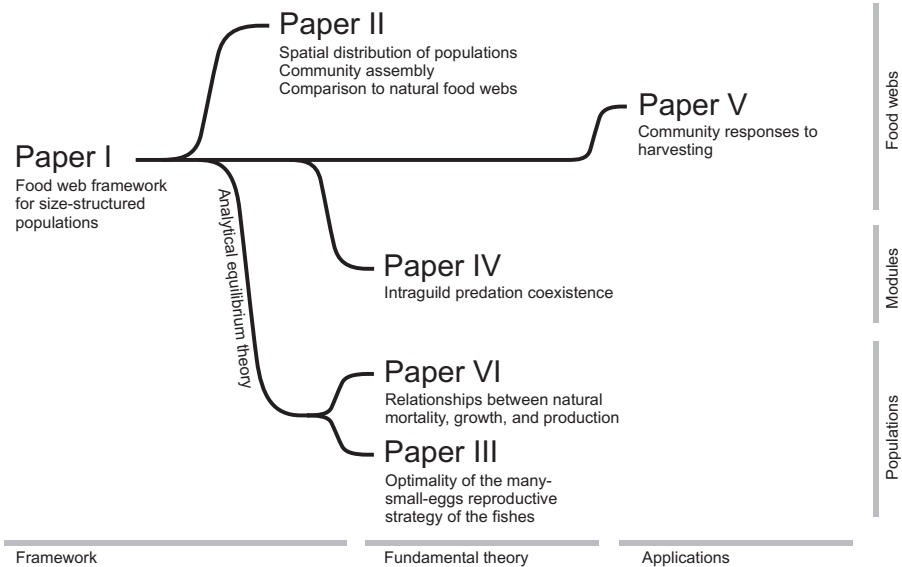 Paper II
Spatial distribution of populations
Community assembly
Comparison to natural food webs
Paper V
Community responses to
harvesting
Paper I
Food web framework
for size-structured
populations
Analytical equilibrium theory
Paper IV
Intraguild predation coexistence
Paper VI
Relationships between natural
mortality, growth, and production
Paper III
Optimality of the many-
small-eggs reproductive
strategy of the fishes
Food webs
Modules
Populations
Framework
Fundamental theory
Applications